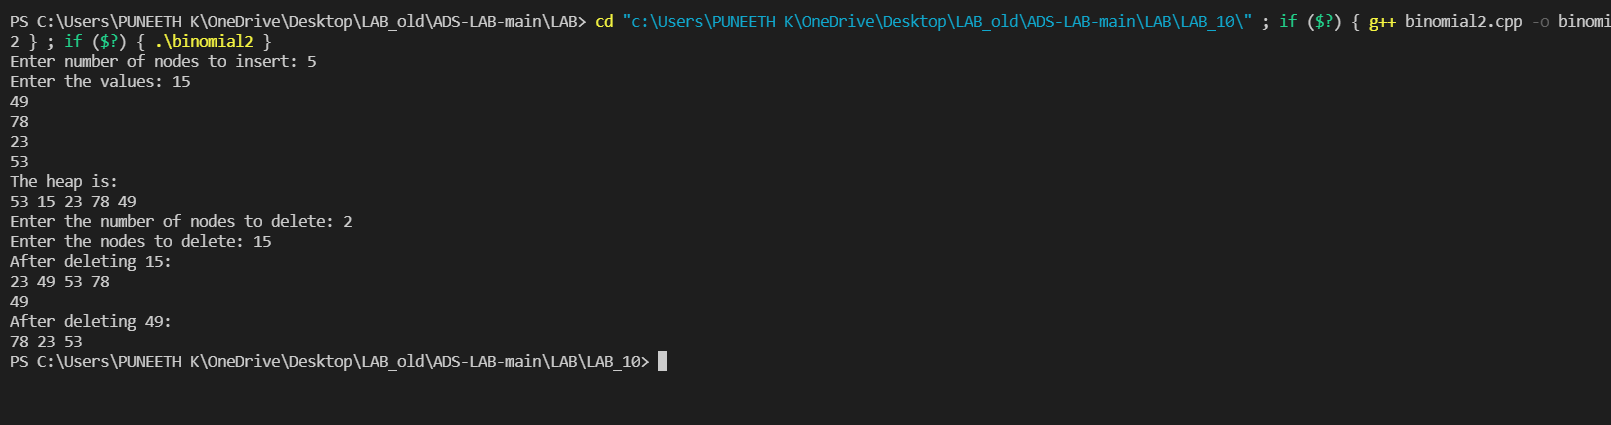 PS C:\Users\PUNEETH K\OneDrive\Desktop\LAB_old\ADS-LAB-main\LAB> cd "c:\Users\PUNEETH K\OneDrive\Desktop\LAB_old\ADS-LAB-main\LAB\LAB_10\" ; if ($?) { g++ binomial2.cpp -o binomi
2 } ; if ($?) { .\binomial2 }
Enter number of nodes to insert: 5
Enter the values: 15
49
78
23
53
The heap is:
53 15 23 78 49
Enter the number of nodes to delete: 2
Enter the nodes to delete: 15
After deleting 15:
23 49 53 78
49
After deleting 49:
78 23 53
PS C:\Users\PUNEETH K\OneDrive\Desktop\LAB_old\ADS-LAB-main\LAB\LAB_10>